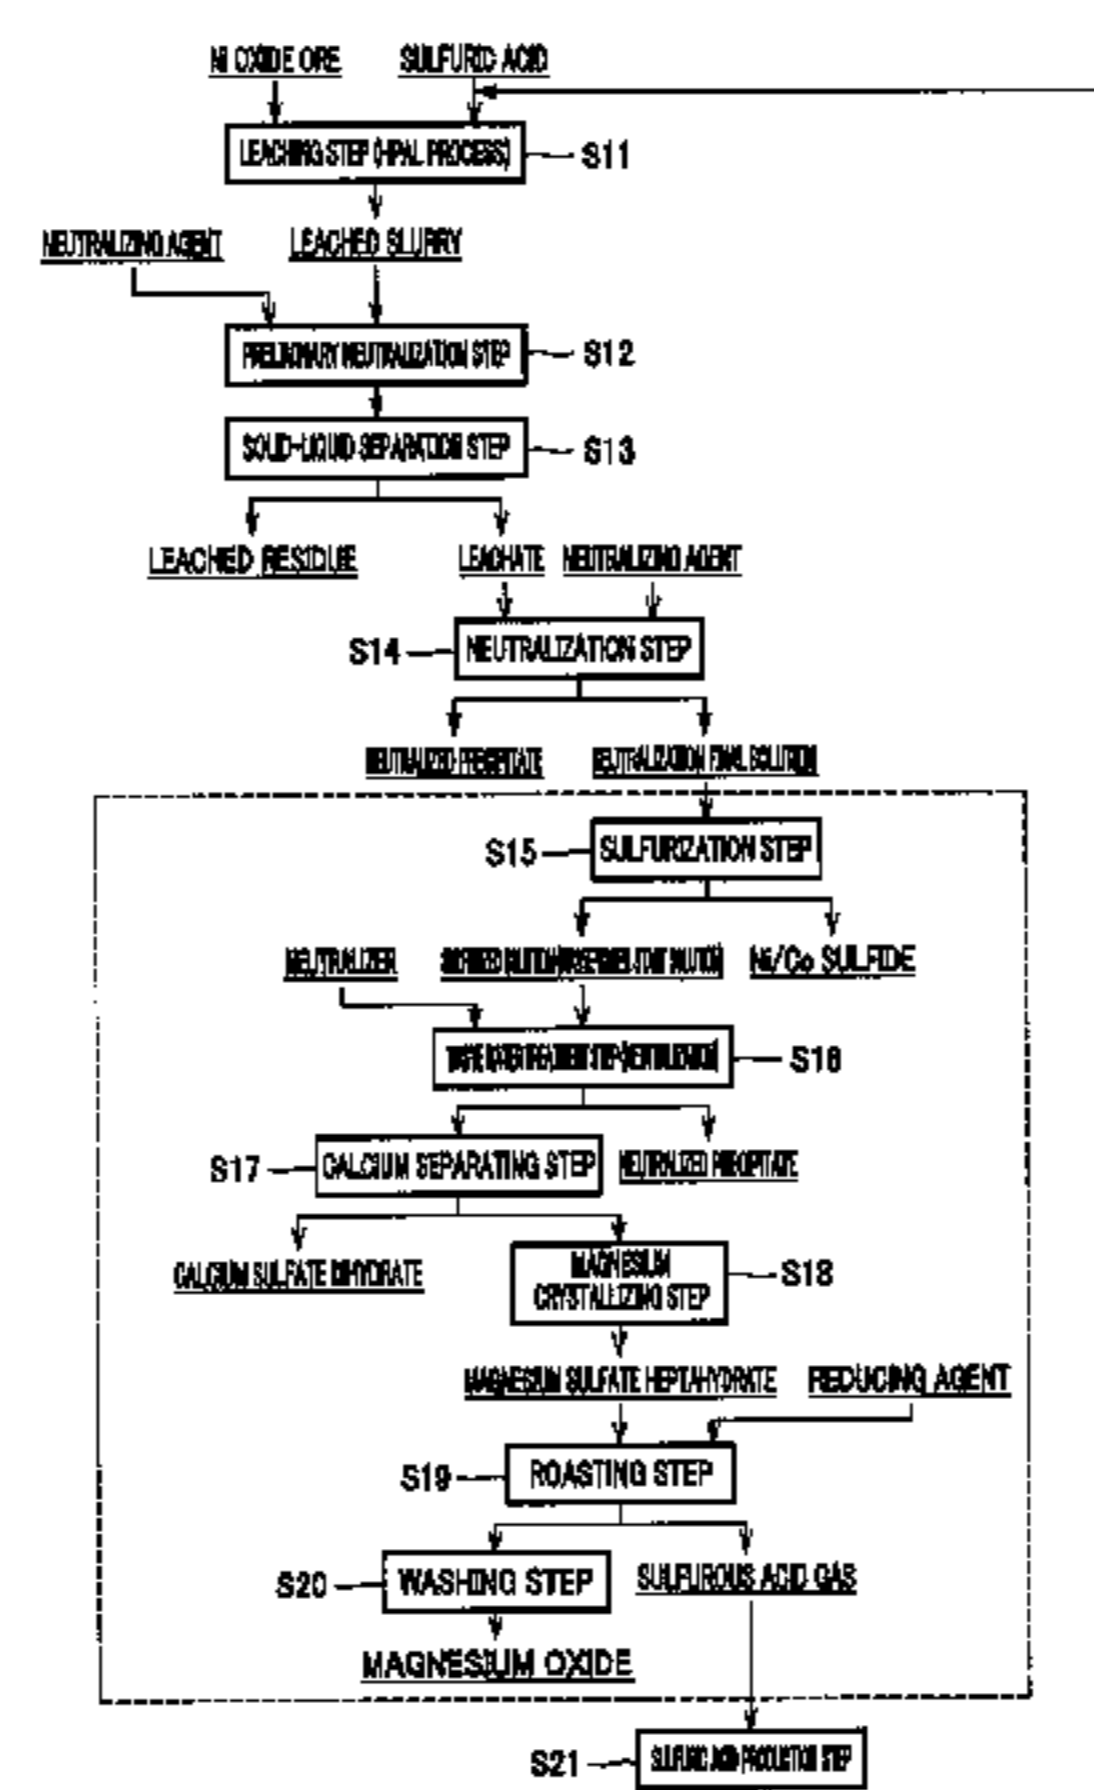 NI OXIDE ORE
SULFURIC ACID
LEACHING STEP (HPAL PROCESS)
S11
NEUTRALIZING AGENT
LEACHED SLURRY
PRELIMINARY NEUTRALIZATION STEP
S12
SOLID-LIQUID SEPARATION STEP
S13
LEACHED RESIDUE
LEACHATE
NEUTRALIZING AGENT
S14
NEUTRALIZATION STEP
NEUTRALIZED PRECIPITATE
NEUTRALIZATION FINAL SOLUTION
S15
SULFURIZATION STEP
NEUTRALIZER
Ni/Co SULFIDE
S16
S17
CALCIUM SEPARATING STEP
NEUTRALIZED PRECIPITATE
CALCIUM SULFATE DIHYDRATE
MAGNESIUM
CRYSTALLIZING STEP
S18
MAGNESIUM SULFATE HEPTAHYDRATE
REDUCING AGENT
S19
ROASTING STEP
S20
WASHING STEP
SULFUROUS ACID GAS
MAGNESIUM OXIDE
S21
SULFURIC ACID PRODUCTION STEP